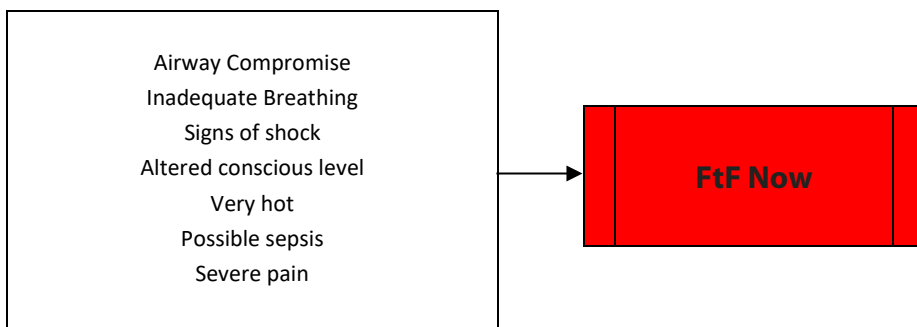 Airway Compromise
Inadequate Breathing
Signs of shock
Altered conscious level
Very hot
Possible sepsis
Severe pain
FtF Now